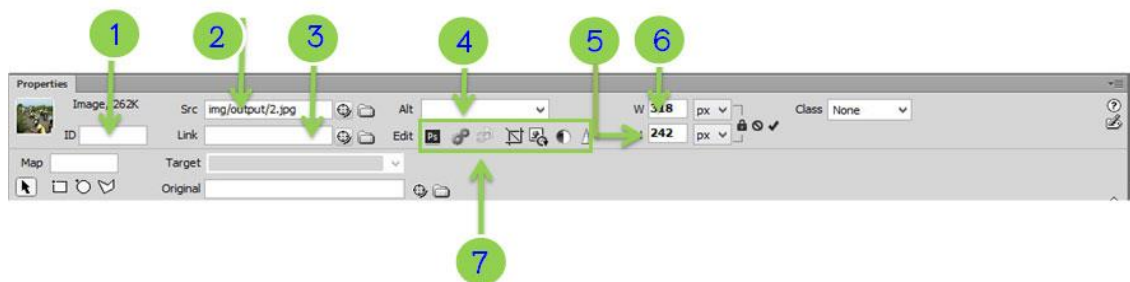 1 2 3 4 5 6
Properties
Image, 262K Src img/output/2.jpg Alt W 318 px Class None
ID Link Edit Ps 242 px
Map Target
Original
7